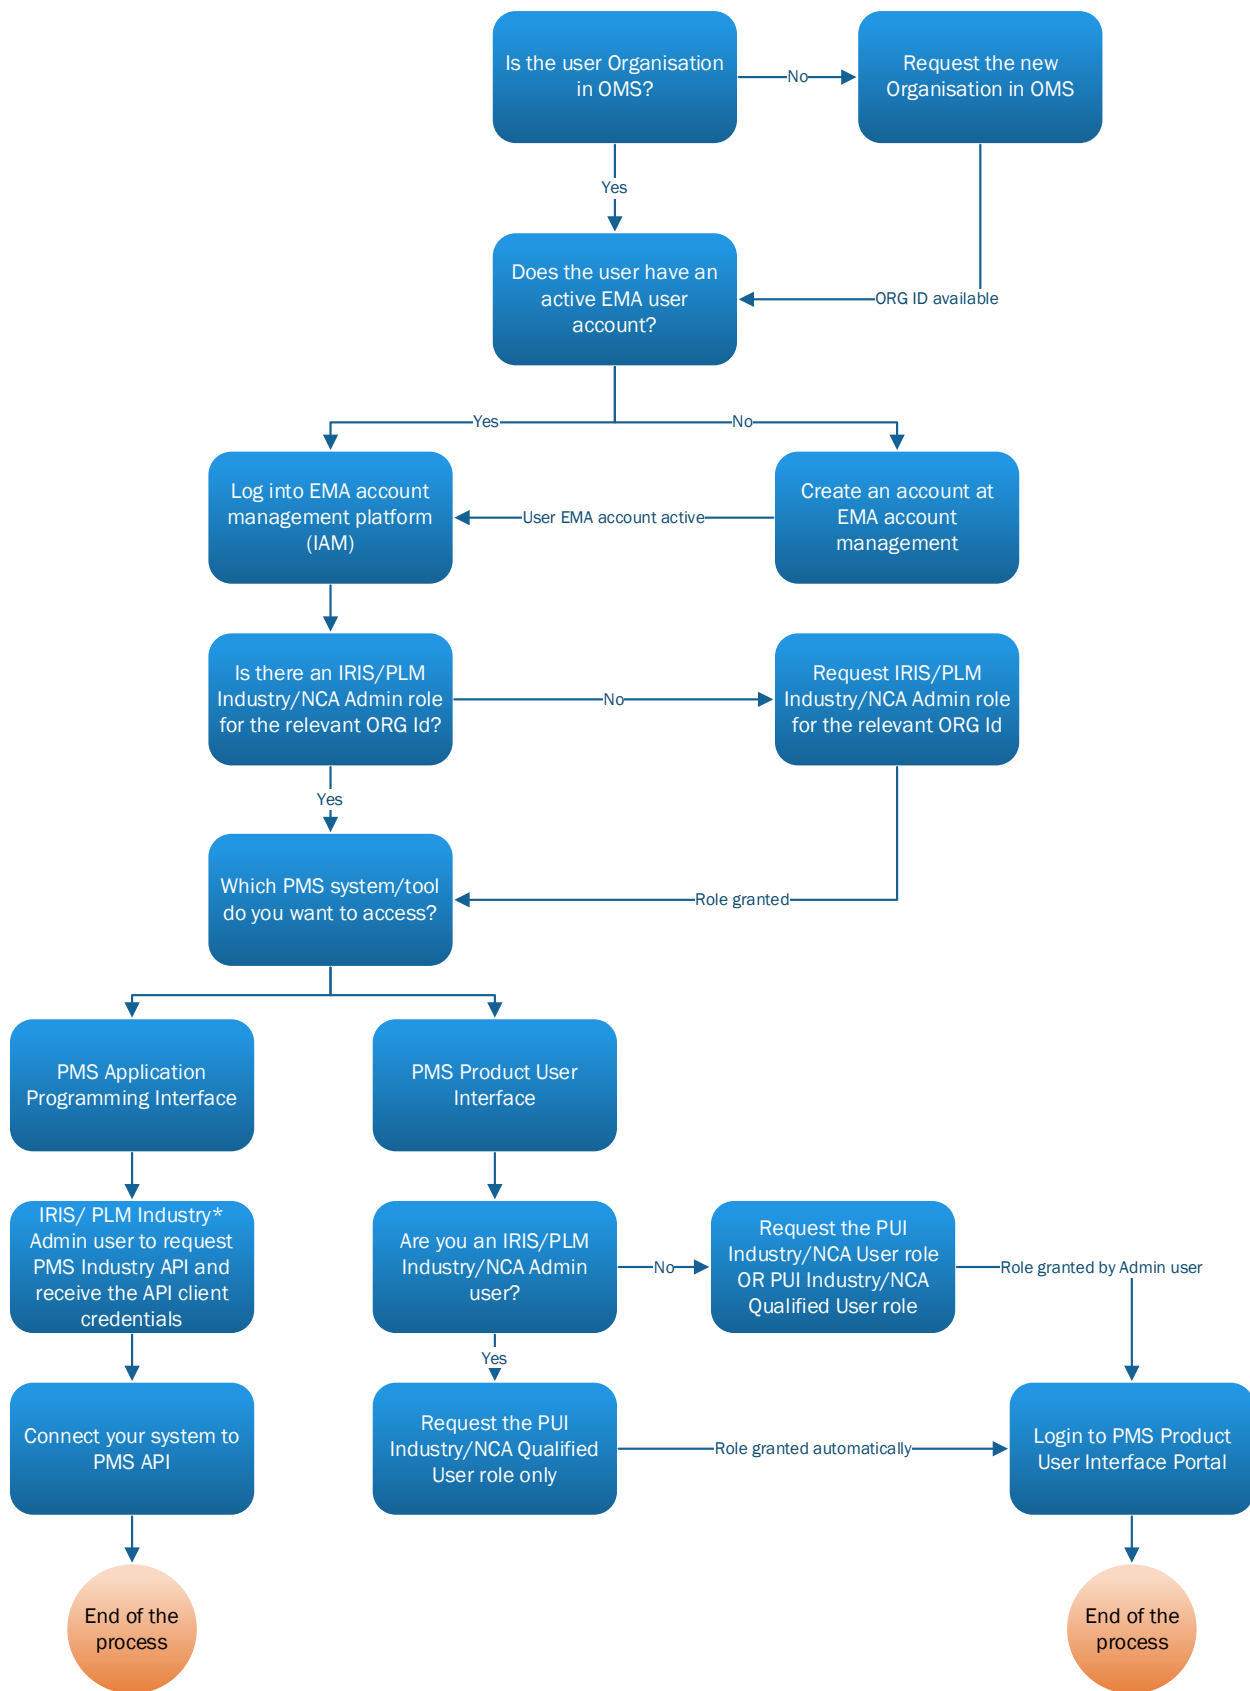 Is the user Organisation
in OMS?
No
Request the new
Organisation in OMS
Yes
Does the user have an
active EMA user
account?
ORG ID available
Yes
No
Log into EMA account
management platform
(IAM)
User EMA account active
Create an account at
EMA account
management
Is there an IRIS/PLM
Industry/NCA Admin role
for the relevant ORG Id?
No
Request IRIS/PLM
Industry/NCA Admin role
for the relevant ORG Id
Yes
Which PMS system/tool
do you want to access?
Role granted
PMS Application
Programming Interface
PMS Product User
Interface
IRIS/ PLM Industry*
Admin user to request
PMS Industry API and
receive the API client
credentials
Are you an IRIS/PLM
Industry/NCA Admin
user?
No
Request the PUI
Industry/NCA User role
OR PUI Industry/NCA
Qualified User role
Role granted by Admin user
Yes
Connect your system to
PMS API
Request the PUI
Industry/NCA Qualified
User role only
Role granted automatically
Login to PMS Product
User Interface Portal
End of the
process
End of the
process